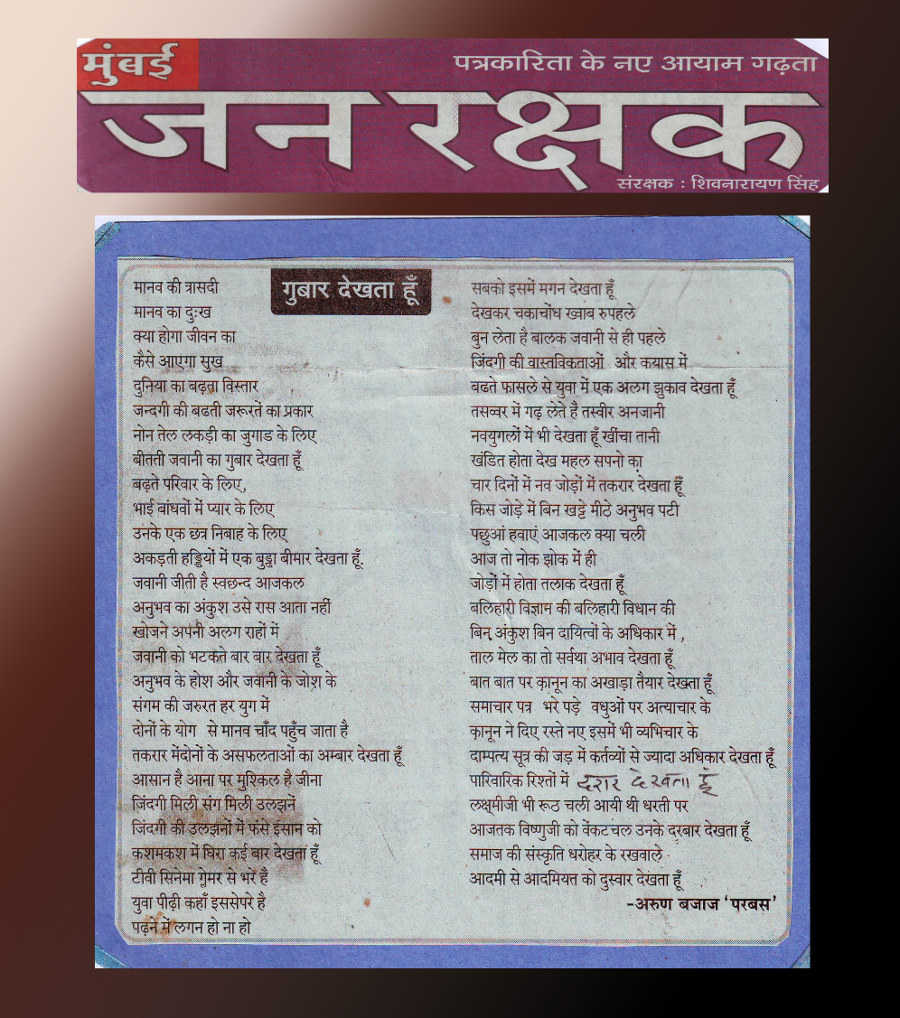 मुंबई
पत्रकारिता के नए आयाम गढ़ता
जन रक्षक
संरक्षक : शिवनारायण सिंह
गुबार देखता हूँ
मानव की त्रासदी
मानव का दुःख
क्या होगा जीवन का
कैसे आएगा सुख
दुनिया का बढ़ता विस्तार
जन्दगी की बढती जरूरतें का प्रकार
नोन तेल लकड़ी का जुगाड के लिए
बीतती जवानी का गुबार देखता हूँ
बढ़ते परिवार के लिए,
भाई बांधवों में प्यार के लिए
उनके एक छत्र निबाह के लिए
अकड़ती हड्डियों में एक बुड्डा बीमार देखता हूँ.
जवानी जीती है स्वछन्द आजकल
अनुभव का अंकुश उसे रास आता नहीं
खोजने अपनी अलग राहों में
जवानी को भटकते बार बार देखता हूँ
अनुभव के होश और जवानी के जोश के
संगम की जरुरत हर युग में
दोनों के योग से मानव चाँद पहुँच जाता है
तकरार मेंदोनों के असफलताओं का अम्बार देखता हूँ
आसान है आना पर मुश्किल है जीना
जिंदगी मिली संग मिली उलझनें
जिंदगी की उलझनों में फंसे इंसान को
कशमकश में घिरा कई बार देखता हूँ
टीवी सिनेमा ग्लेमर से भरें है
युवा पीढ़ी कहाँ इससेपरे है
पढ़ने में लगन हो ना हो
सबको इसमें मगन देखता हूँ
देखकर चकाचोंध ख्वाब रुपहले
बुन लेता है बालक जवानी से ही पहले
जिंदगी की वास्तविकताओं और कयास में
बढते फासले से युवा में एक अलग झुकाव देखता हूँ
तसव्वर में गढ़ लेते है तस्वीर अनजानी
नवयुगलों में भी देखता हूँ खींचा तानी
खंडित होता देख महल सपनो का
चार दिनों में नव जोड़ों में तकरार देखता हूँ
किस जोड़े में बिन खट्टे मीठे अनुभव पटी
पछुआं हवाएं आजकल क्या चली
आज तो नोक झोक में ही
जोड़ों में होता तलाक देखता हूँ
बलिहारी विज्ञान की बलिहारी विधान की
बिन अंकुश बिन दायित्वों के अधिकार में ,
ताल मेल का तो सर्वथा अभाव देखता हूँ
बात बात पर क़ानून का अखाड़ा तैयार देखता हूँ
समाचार पत्र भरे पड़े वधुओं पर अत्याचार के
क़ानून ने दिए रस्ते नए इसमें भी व्यभिचार के
दाम्पत्य सूत्र की जड़ में कर्तव्यों से ज्यादा अधिकार देखता हूँ
पारिवारिक रिश्तों में दरार देखता हूँ
लक्ष्मीजी भी रूठ चली आयी थी धरती पर
आजतक विष्णुजी को वेंकटचल उनके दरबार देखता हूँ
समाज की संस्कृति धरोहर के रखवाले
आदमी से आदमियत को दुस्वार देखता हूँ
-अरुण बजाज 'परबस'